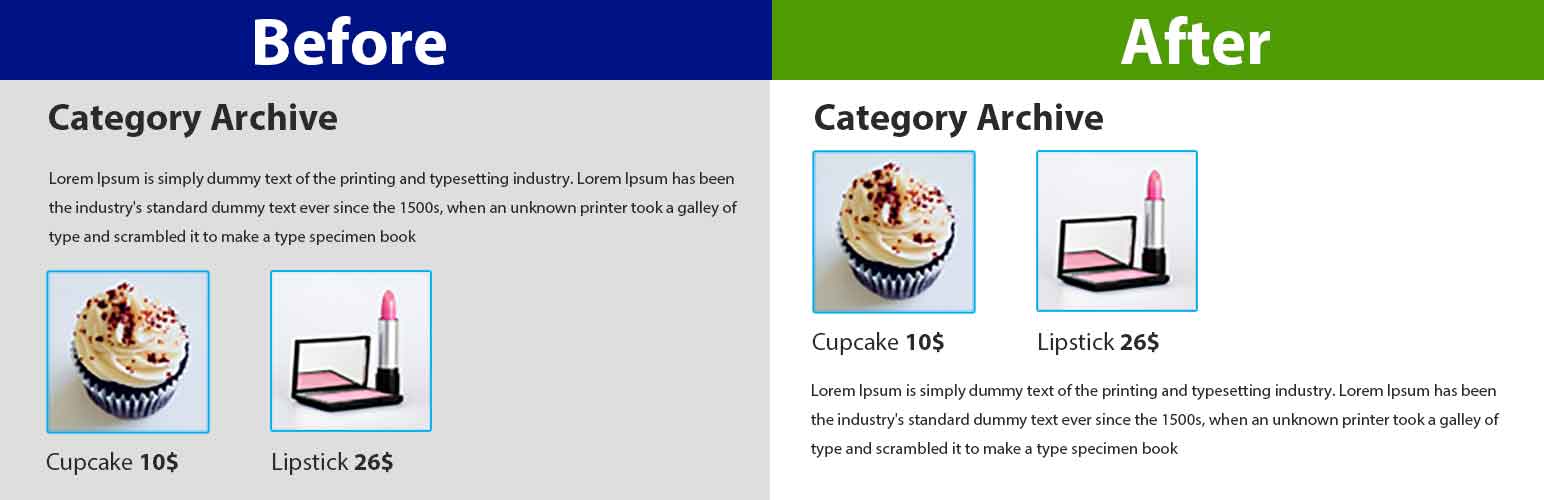 Before
Category Archive
Lorem Ipsum is simply dummy text of the printing and typesetting industry. Lorem Ipsum has been
the industry's standard dummy text ever since the 1500s, when an unknown printer took a galley of
type and scrambled it to make a type specimen book
Cupcake 10$
Lipstick 26$
After
Category Archive
Cupcake 10$
Lipstick 26$
Lorem Ipsum is simply dummy text of the printing and typesetting industry. Lorem Ipsum has been
the industry's standard dummy text ever since the 1500s, when an unknown printer took a galley of
type and scrambled it to make a type specimen book